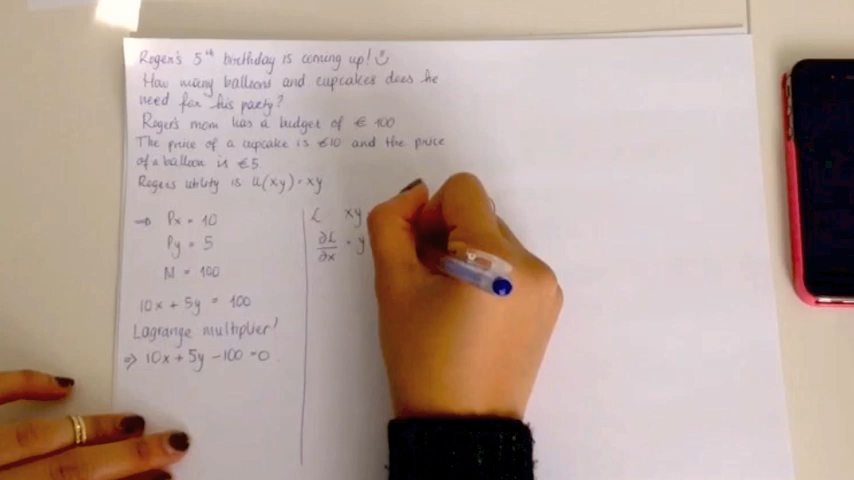 Roger's 5th birthday is coming up! :)
How many balloons and cupcakes does he
need for his party?
Roger's mom has a budget of € 100
The price of a cupcake is €10 and the price
of a balloon is €5.
Rogers utility is U(xy) = xy
→ Px = 10
Py = 5
M = 100
10x + 5y = 100
Lagrange multiplier!
⇒ 10x + 5y - 100 = 0
L xy
∂L/∂x = y